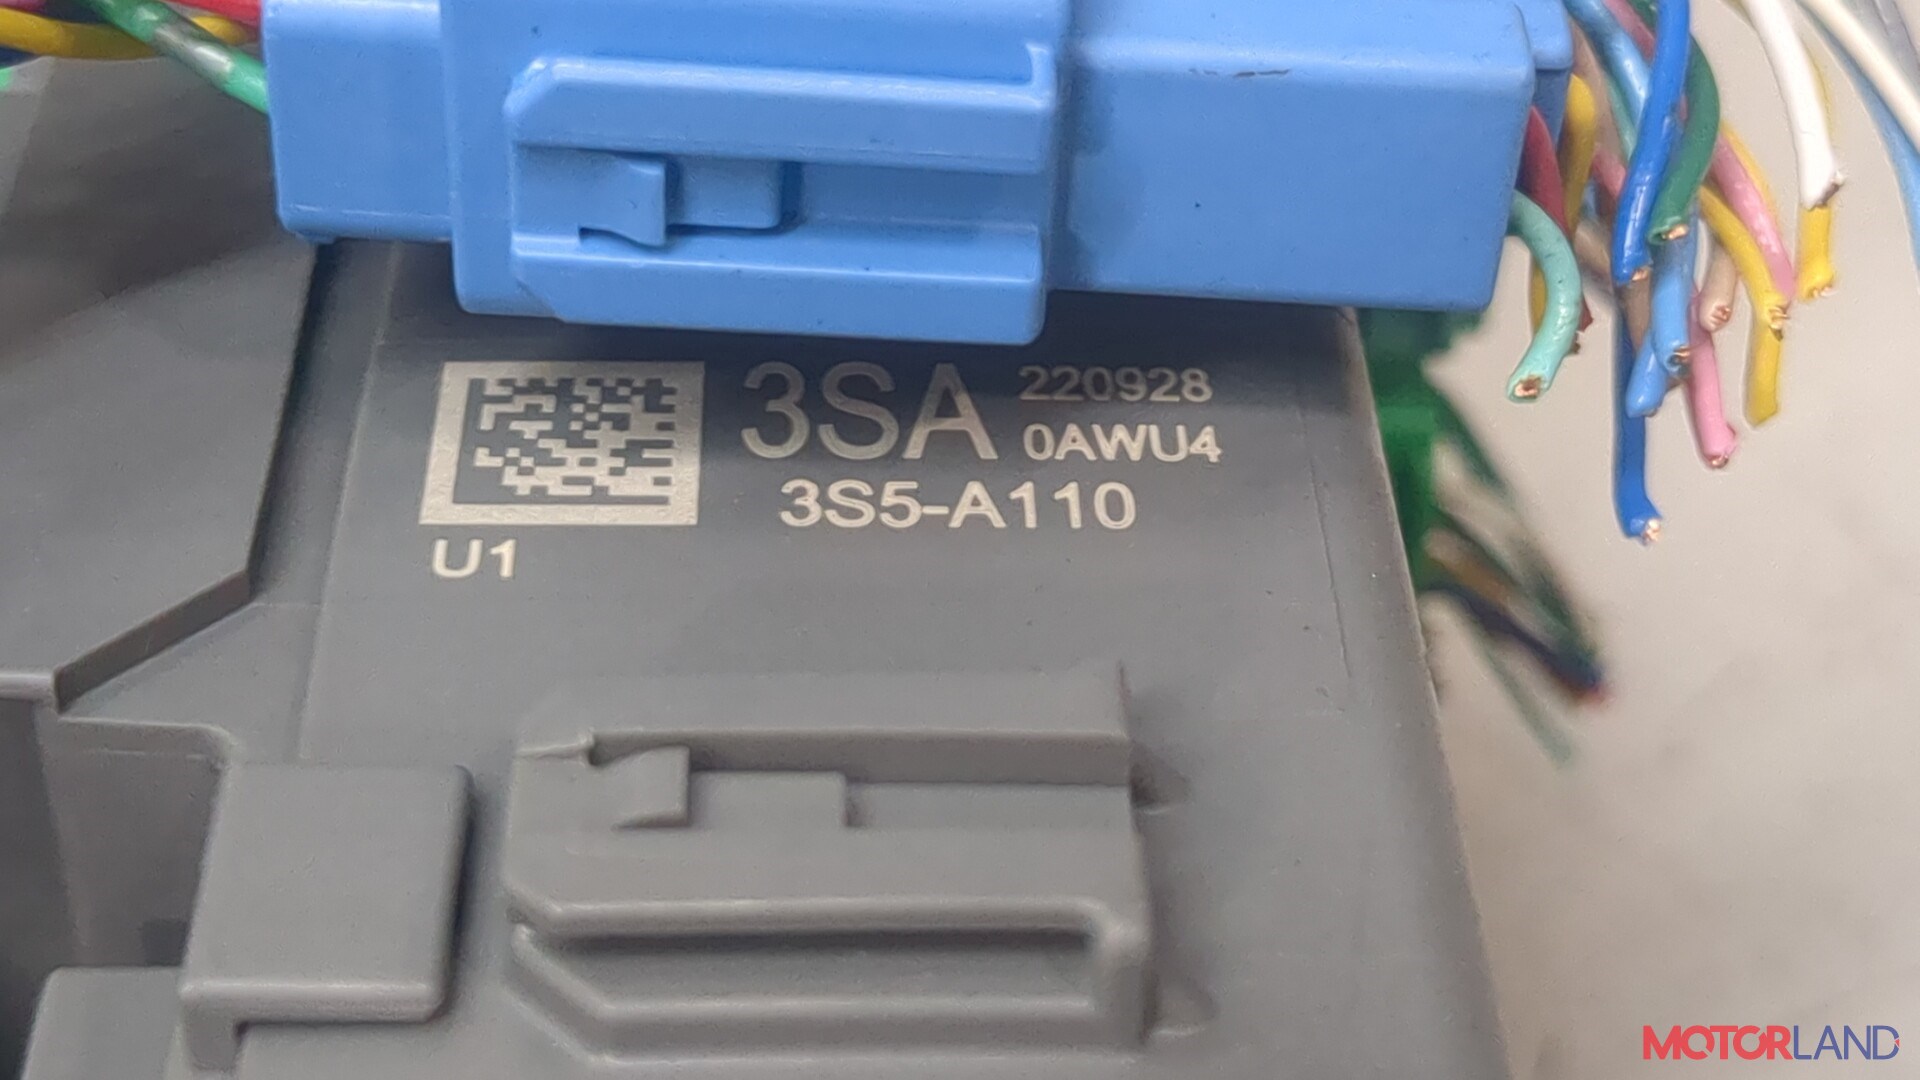 3SA
220928
0AWU4
3S5-A110
U1
MOTORLAND